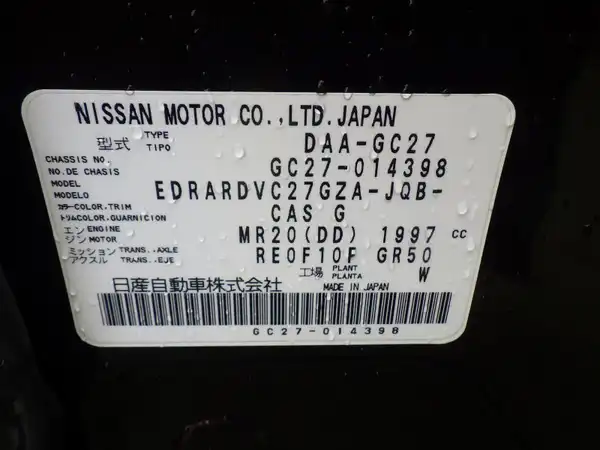 NISSAN MOTOR CO.,LTD.JAPAN
型式 TYPE TIPO DAA-GC27
CHASSIS NO. NO.DE CHASIS GC27-014398
MODEL MODELO EDRARDVC27GZA-JQB-
カラー COLOR,TRIM トリム COLOR,GUARNICION CAS G
エンジン ENGINE MOTOR MR20(DD) 1997 cc
ミッション アクスル TRANS.,AXLE TRANS.,EJE RE0F10F GR50
工場 PLANT PLANTA W
日産自動車株式会社 MADE IN JAPAN
GC27-014398